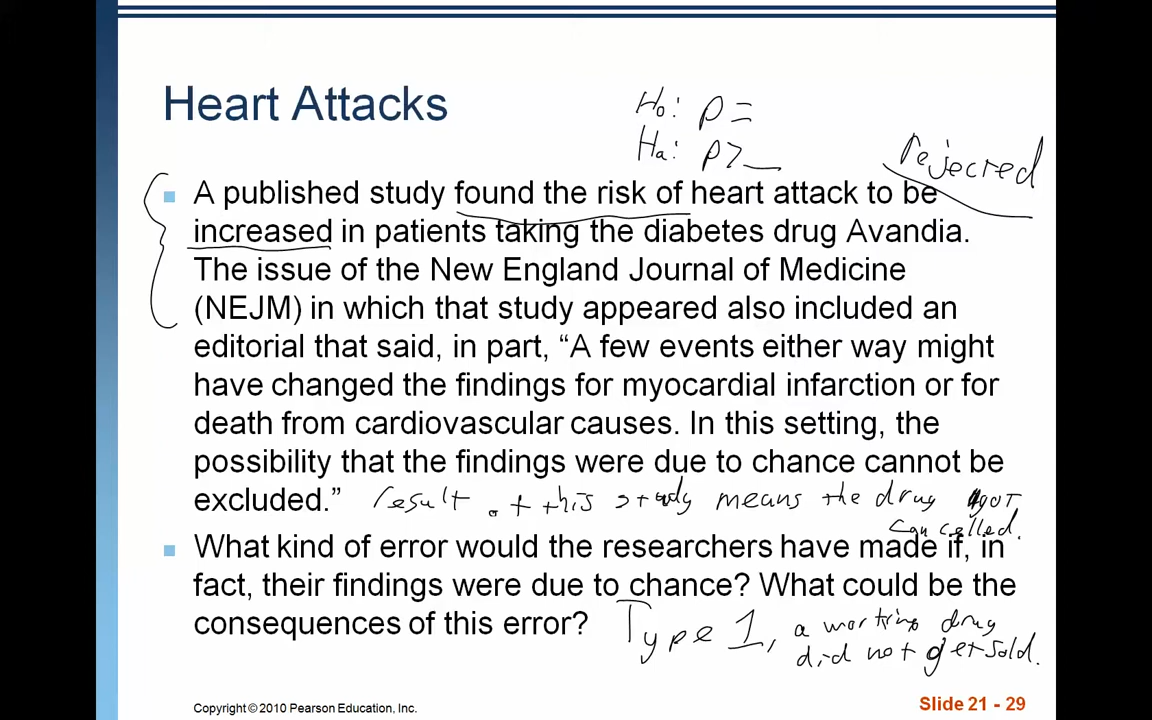 Heart Attacks
H₀: p =
Hₐ: p > __
rejected
A published study found the risk of heart attack to be
increased in patients taking the diabetes drug Avandia.
The issue of the New England Journal of Medicine
(NEJM) in which that study appeared also included an
editorial that said, in part, “A few events either way might
have changed the findings for myocardial infarction or for
death from cardiovascular causes. In this setting, the
possibility that the findings were due to chance cannot be
excluded.” result of this study means the drug got
cancelled.
What kind of error would the researchers have made if, in
fact, their findings were due to chance? What could be the
consequences of this error? Type 1, a working drug
did not get sold.
Copyright © 2010 Pearson Education, Inc.
Slide 21 - 29